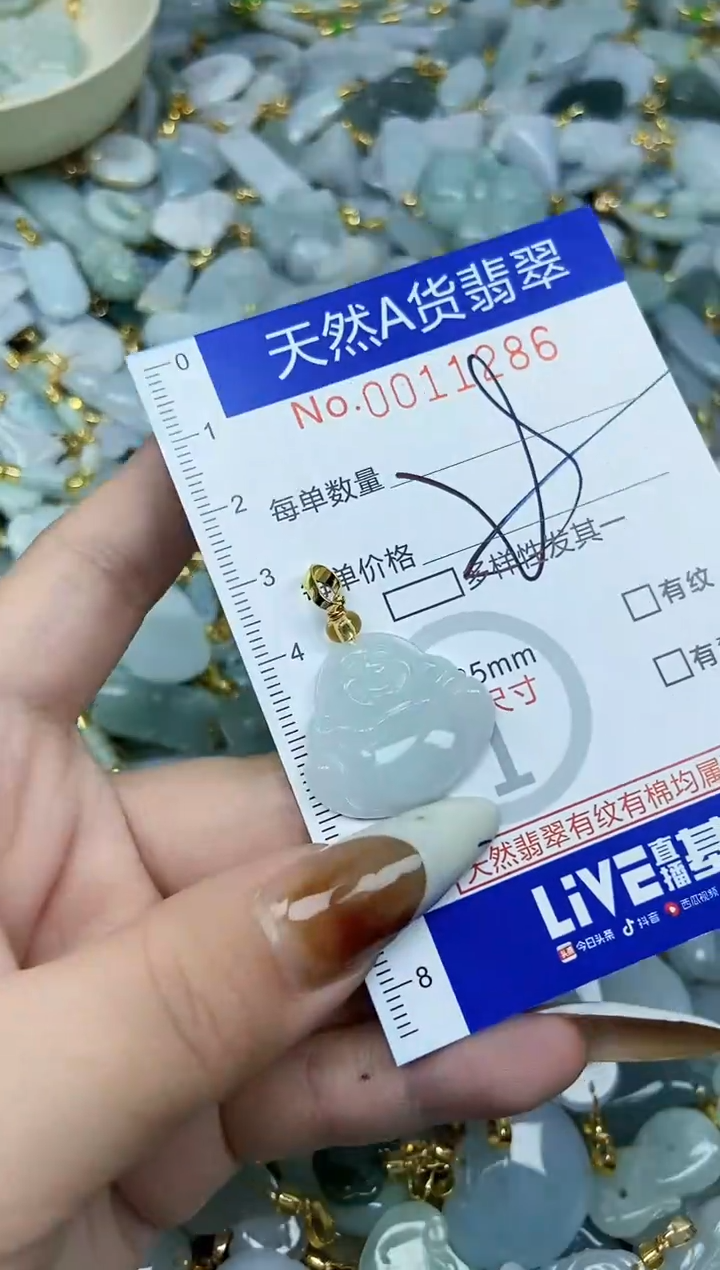 天然A货翡翠
No.0011286
0
1
每单数量
2
单价格
3
多样性发其一
有纹
4
5mm
尺寸
1
天然翡翠有纹有棉均属
LiVE直播基
今日头条 抖音 西瓜视频
8